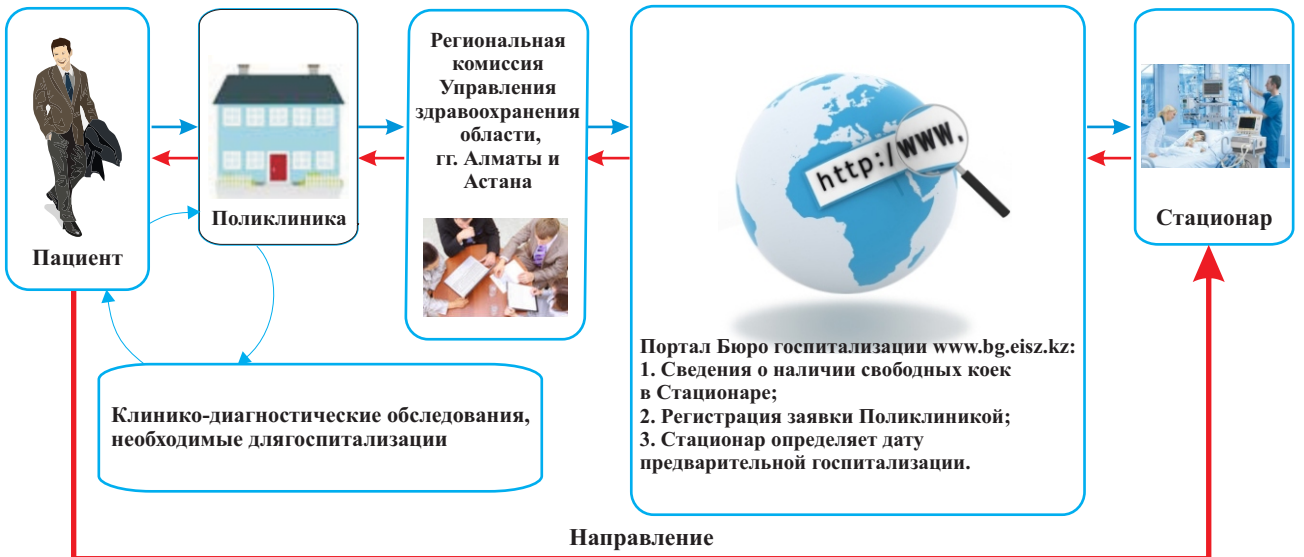 Пациент
Поликлиника .
Региональная
комиссия
Управления
здравоохранения
области,
гг. Алматы и
Астана
http:/WWW.
Портал Бюро госпитализации www.bg.eisz.kz:
1. Сведения о наличии свободных коек
в Стационаре;
2. Регистрация заявки Поликлиникой;
3. Стационар определяет дату
предварительной госпитализации.
Стационар
Клинико-диагностические обследования,
необходимые длягоспитализации
Направление